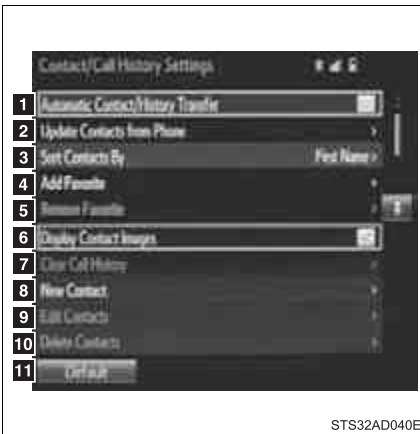 Contact/Call History Settings
1 Automatic Contact/History Transfer
2 Update Contacts from Phone
3 Sort Contacts By First Name
4 Add Favorite
5 Remove Favorite
6 Display Contact Images
7 Clear Call History
8 New Contact
9 Edit Contacts
10 Delete Contacts
11 Default
STS32AD040E